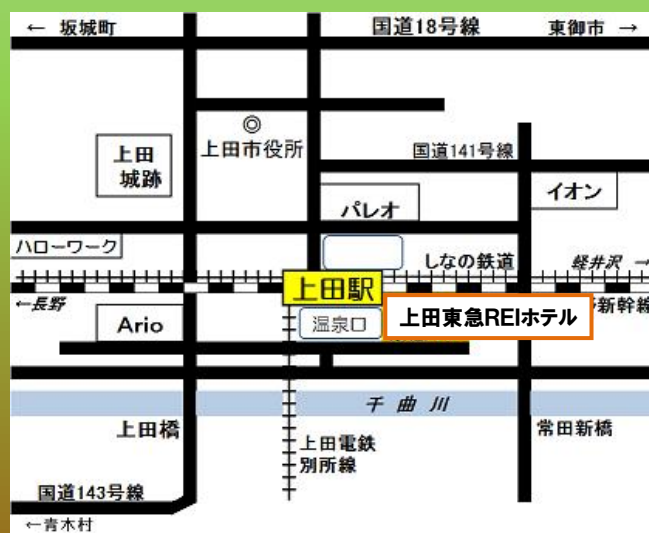 ← 坂城町
国道18号線
東御市 →
上田市役所
国道141号線
上田
城跡
イオン
パレオ
ハローワーク
しなの鉄道
軽井沢 →
上田駅
←長野
新幹線
Ario
温泉口
上田東急REIホテル
千曲川
上田橋
常田新橋
上田電鉄
別所線
国道143号線
←青木村